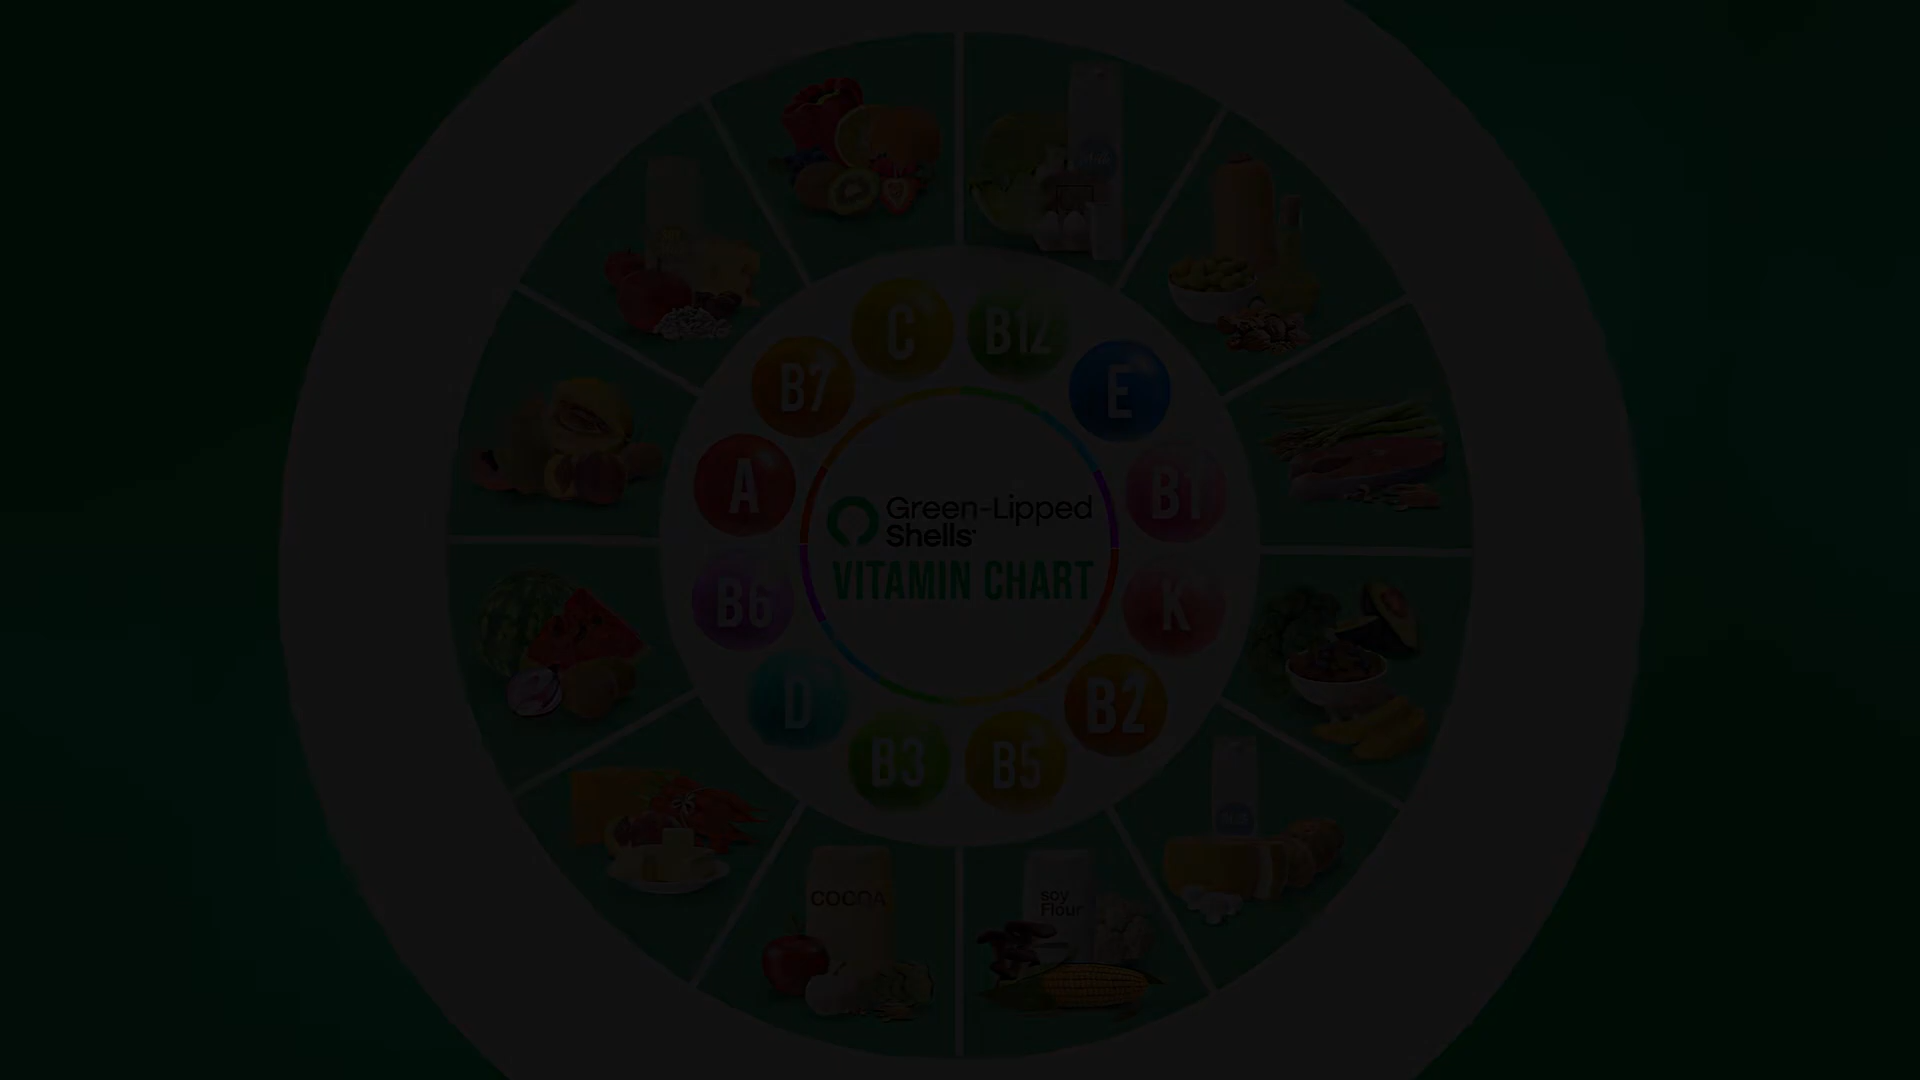 C
B12
B7
E
A
B1
Green-Lipped
Shells
VITAMIN CHART
B6
K
D
B2
B3
B5
COCOA
soy
Flour